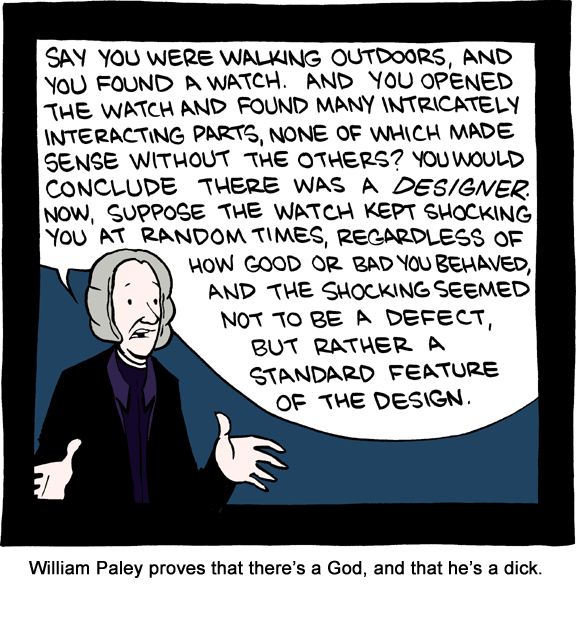 SAY YOU WERE WALKING OUTDOORS, AND
YOU FOUND A WATCH. AND YOU OPENED
THE WATCH AND FOUND MANY INTRICATELY
INTERACTING PARTS, NONE OF WHICH MADE
SENSE WITHOUT THE OTHERS? YOU WOULD
CONCLUDE THERE WAS A DESIGNER.
NOW, SUPPOSE THE WATCH KEPT SHOCKING
YOU AT RANDOM TIMES, REGARDLESS OF
HOW GOOD OR BAD YOU BEHAVED,
AND THE SHOCKING SEEMED
NOT TO BE A DEFECT,
BUT RATHER A
STANDARD FEATURE
OF THE DESIGN.
William Paley proves that there's a God, and that he's a dick.